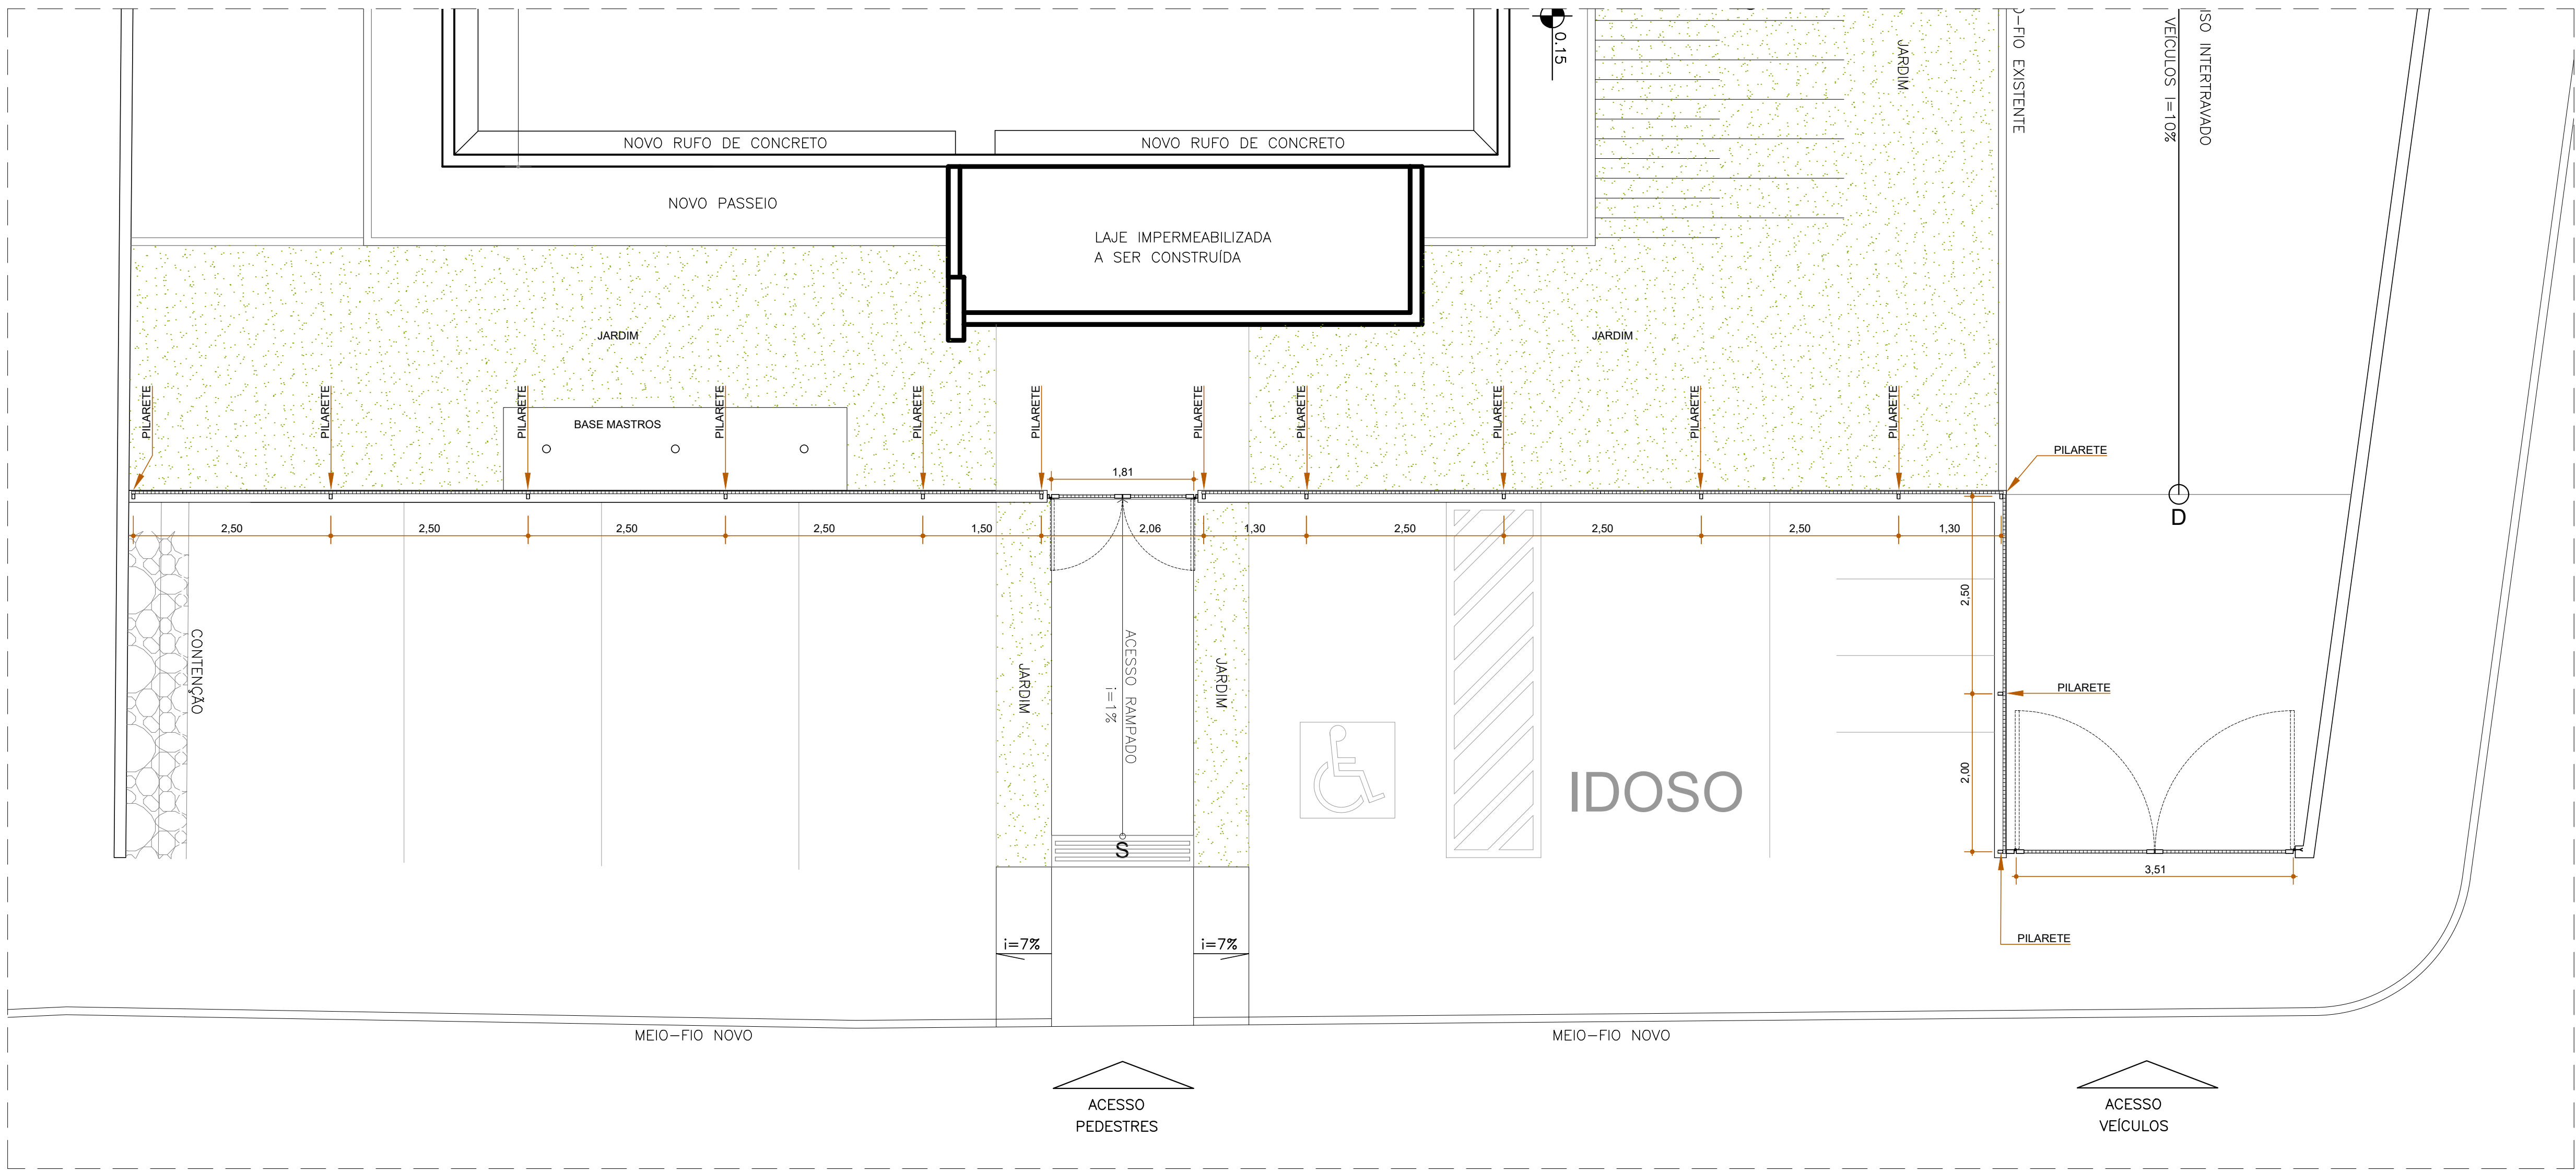 0.15
JARDIM
O-FIO EXISTENTE
VEÍCULOS I=10%
ISO INTERTRAVADO
NOVO RUFO DE CONCRETO
NOVO RUFO DE CONCRETO
NOVO PASSEIO
LAJE IMPERMEABILIZADA
A SER CONSTRUÍDA
JARDIM
JARDIM
PILARETE
PILARETE
PILARETE
PILARETE
PILARETE
PILARETE
PILARETE
PILARETE
PILARETE
PILARETE
PILARETE
BASE MASTROS
PILARETE
1,81
D
2,50
2,50
2,50
2,50
1,50
2,06
1,30
2,50
2,50
2,50
1,30
2,50
CONTENÇÃO
JARDIM
ACESSO RAMPADO
i=1%
JARDIM
PILARETE
IDOSO
2,00
S
3,51
i=7%
i=7%
PILARETE
MEIO-FIO NOVO
MEIO-FIO NOVO
ACESSO
PEDESTRES
ACESSO
VEÍCULOS